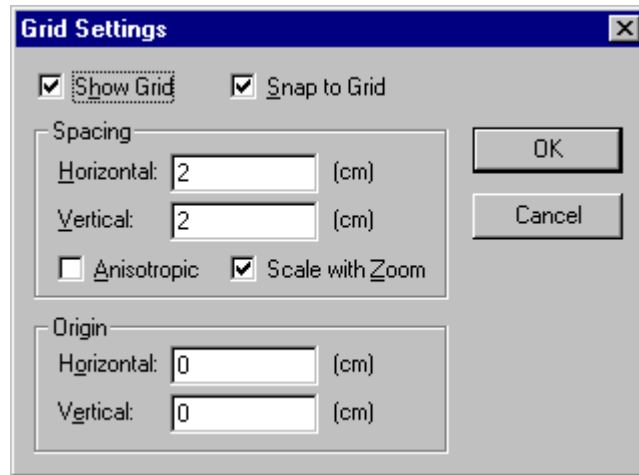 Grid Settings
Show Grid
Snap to Grid
Spacing
Horizontal: 2 (cm)
Vertical: 2 (cm)
Anisotropic
Scale with Zoom
OK
Cancel
Origin
Horizontal: 0 (cm)
Vertical: 0 (cm)